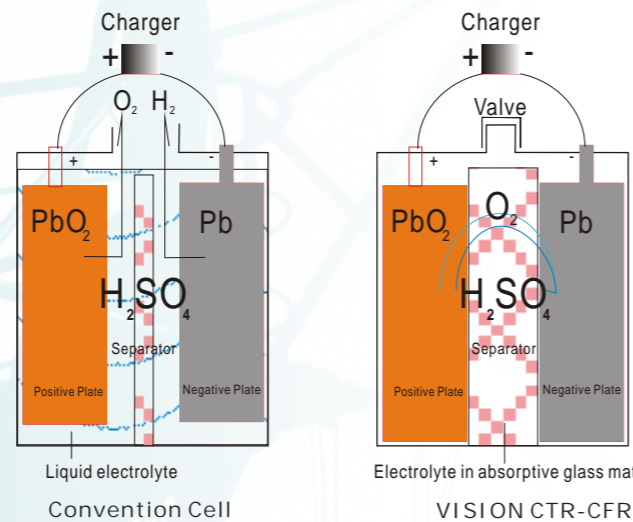 Charger
+ -
O2 H2
+ -
PbO2 Pb
H2SO4
Separator
Positive Plate Negative Plate
Liquid electrolyte
Convention Cell
Charger
+ -
Valve
+ -
O2
PbO2 Pb
H2SO4
Separator
Positive Plate Negative Plate
Electrolyte in absorptive glass mat
VISION CTR-CFR